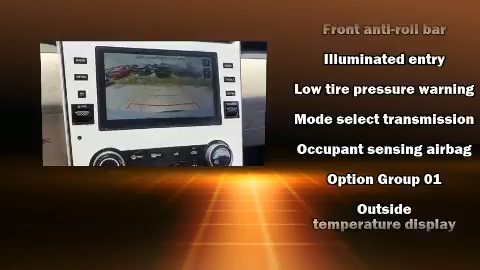 Front anti-roll bar
Illuminated entry
Low tire pressure warning
Mode select transmission
Occupant sensing airbag
Option Group 01
Outside
temperature display